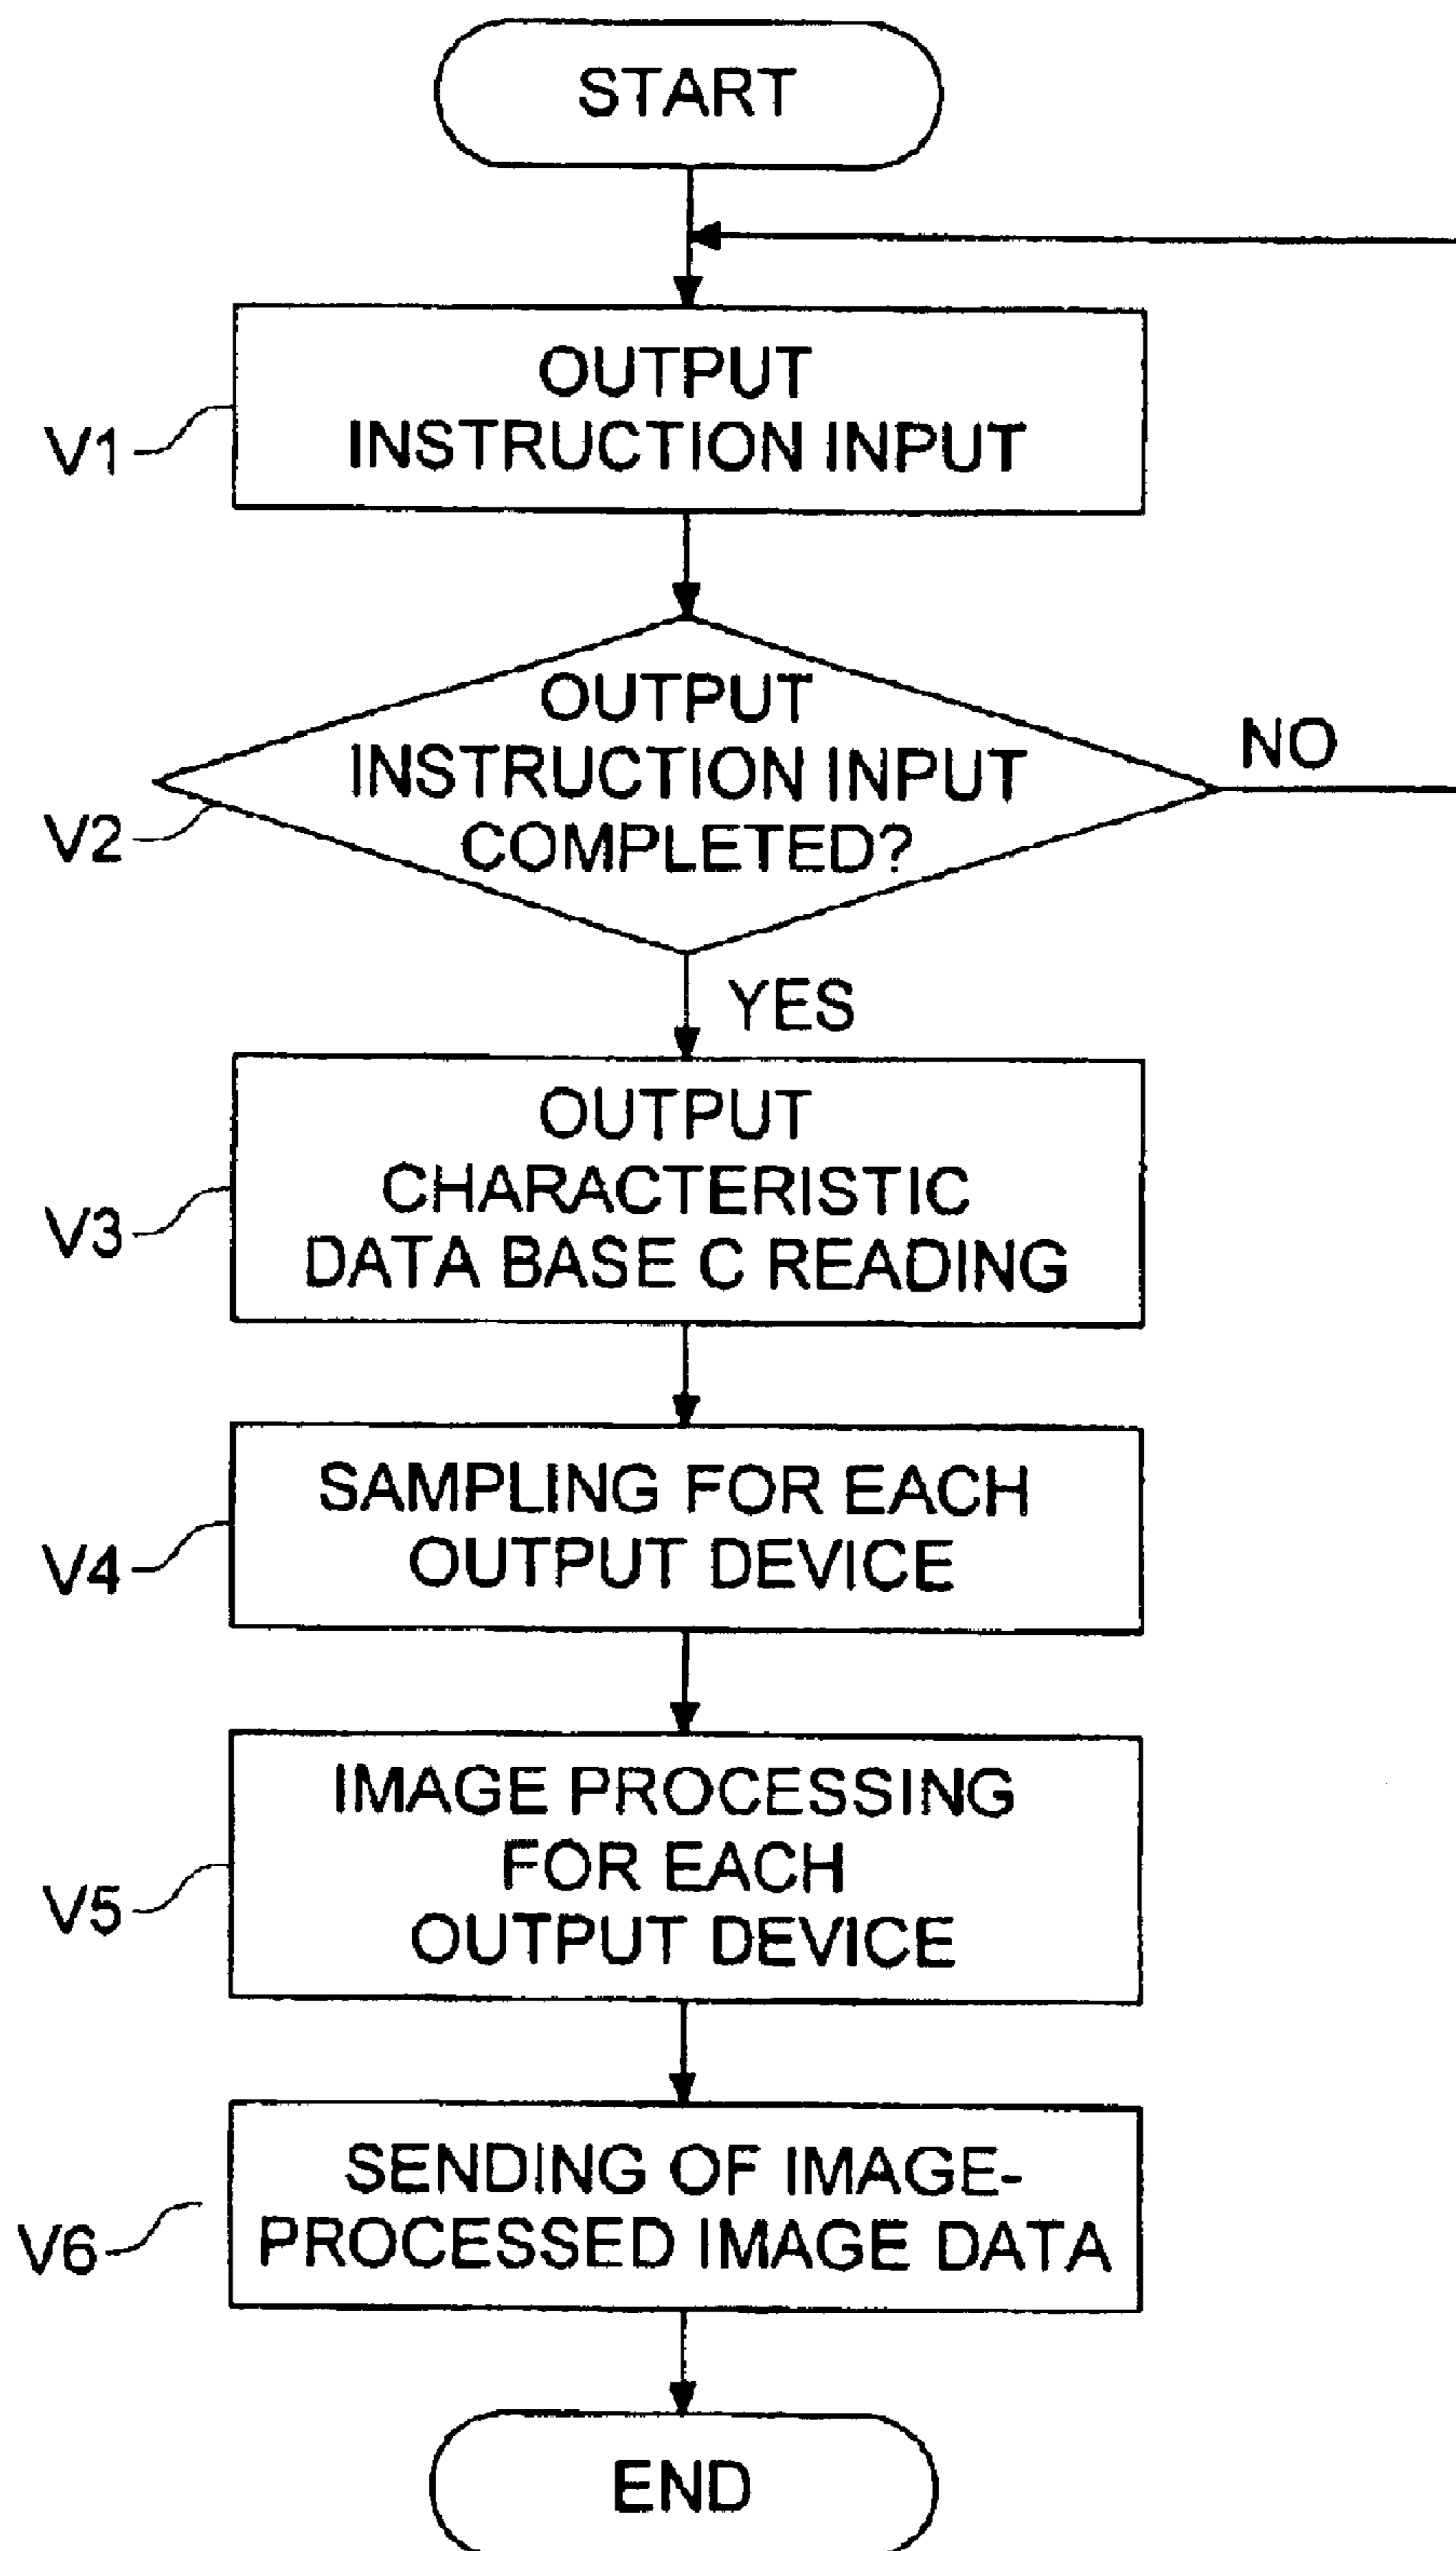 START
OUTPUT
INSTRUCTION INPUT
V1
OUTPUT
INSTRUCTION INPUT
COMPLETED?
V2
NO
YES
OUTPUT
CHARACTERISTIC
DATA BASE C READING
V3
SAMPLING FOR EACH
OUTPUT DEVICE
V4
IMAGE PROCESSING
FOR EACH
OUTPUT DEVICE
V5
SENDING OF IMAGE-
PROCESSED IMAGE DATA
V6
END